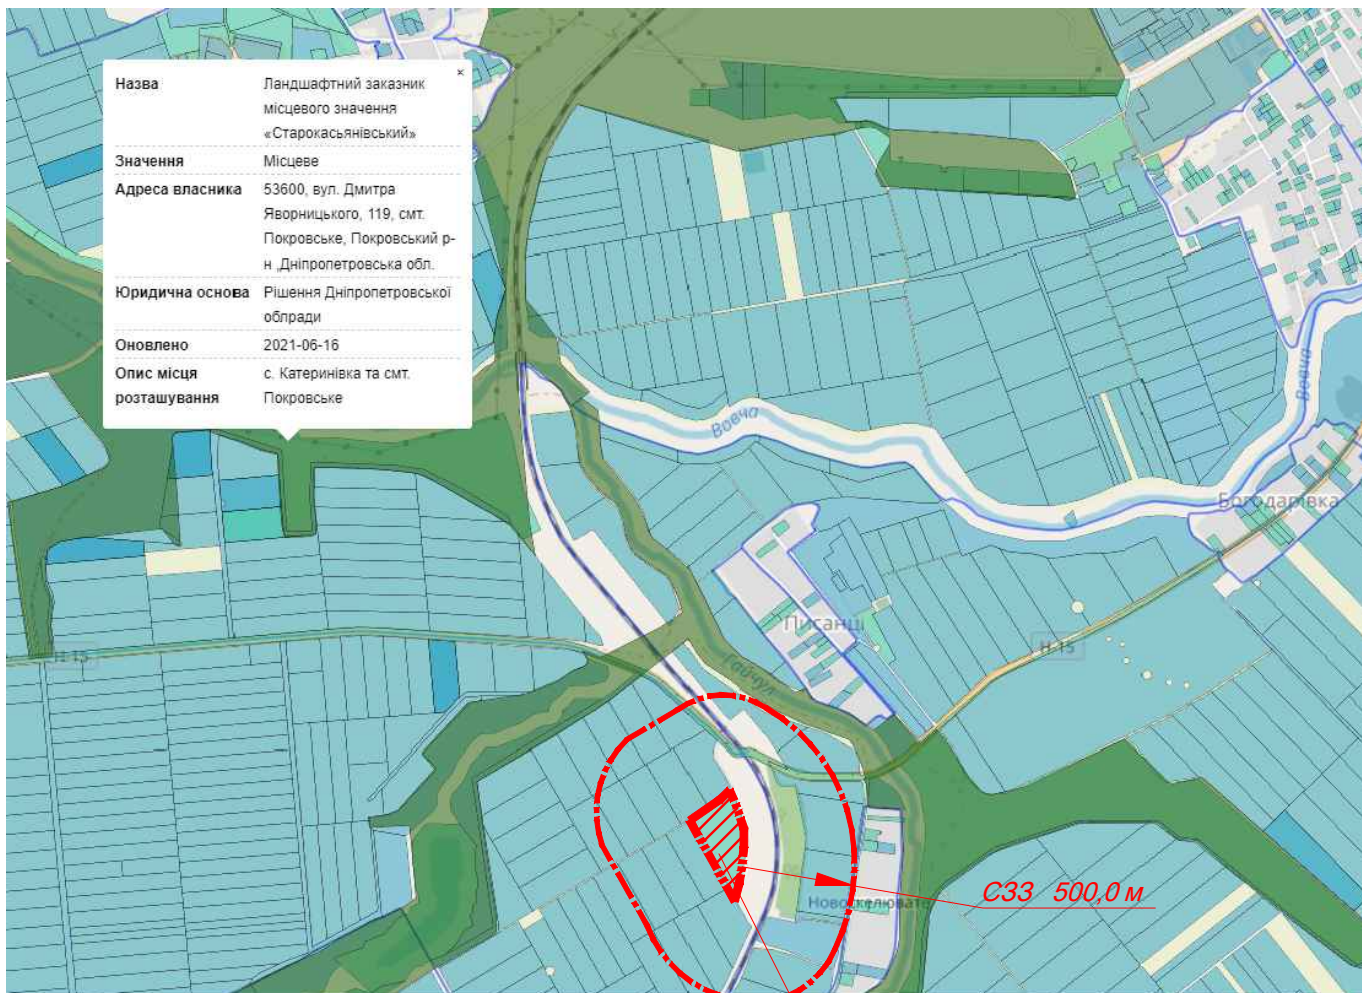 ×
Назва Ландшафтний заказник
місцевого значення
«Старокасьянівський»
Значення Місцеве
Адреса власника 53600, вул. Дмитра
Яворницького, 119, смт.
Покровське, Покровський р-
н ,Дніпропетровська обл.
Юридична основа Рішення Дніпропетровської
облради
Оновлено 2021-06-16
Опис місця с. Катеринівка та смт.
розташування Покровське
Вовча
Вовча
Богодарівка
Писанці
Н-15
Н-15
Гайчул
СЗЗ 500,0 м
Новоскелювате